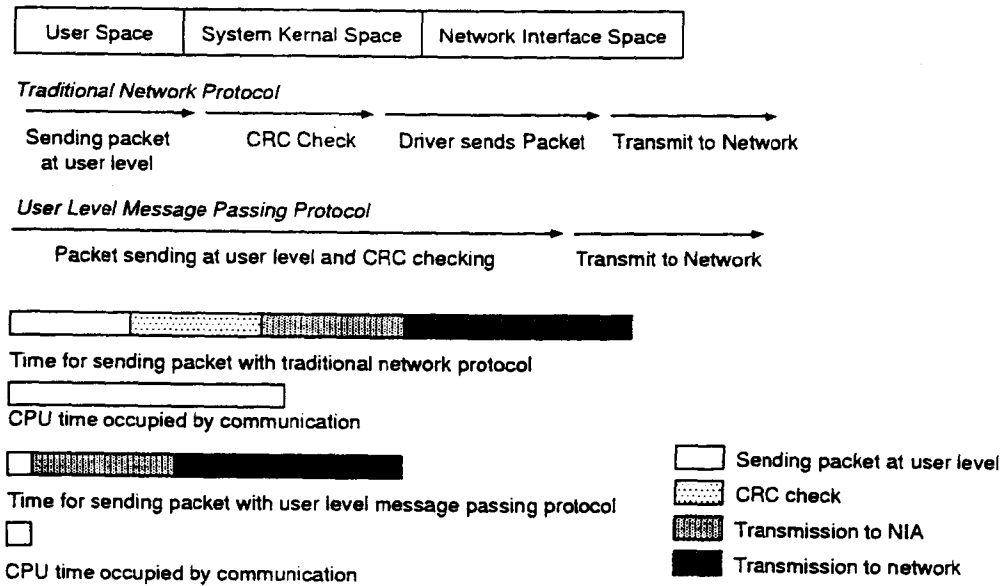 User Space
System Kernal Space
Network Interface Space
Traditional Network Protocol
Sending packet
at user level
CRC Check
Driver sends Packet
Transmit to Network
User Level Message Passing Protocol
Packet sending at user level and CRC checking
Transmit to Network
Time for sending packet with traditional network protocol
CPU time occupied by communication
Time for sending packet with user level message passing protocol
CPU time occupied by communication
Sending packet at user level
CRC check
Transmission to NIA
Transmission to network